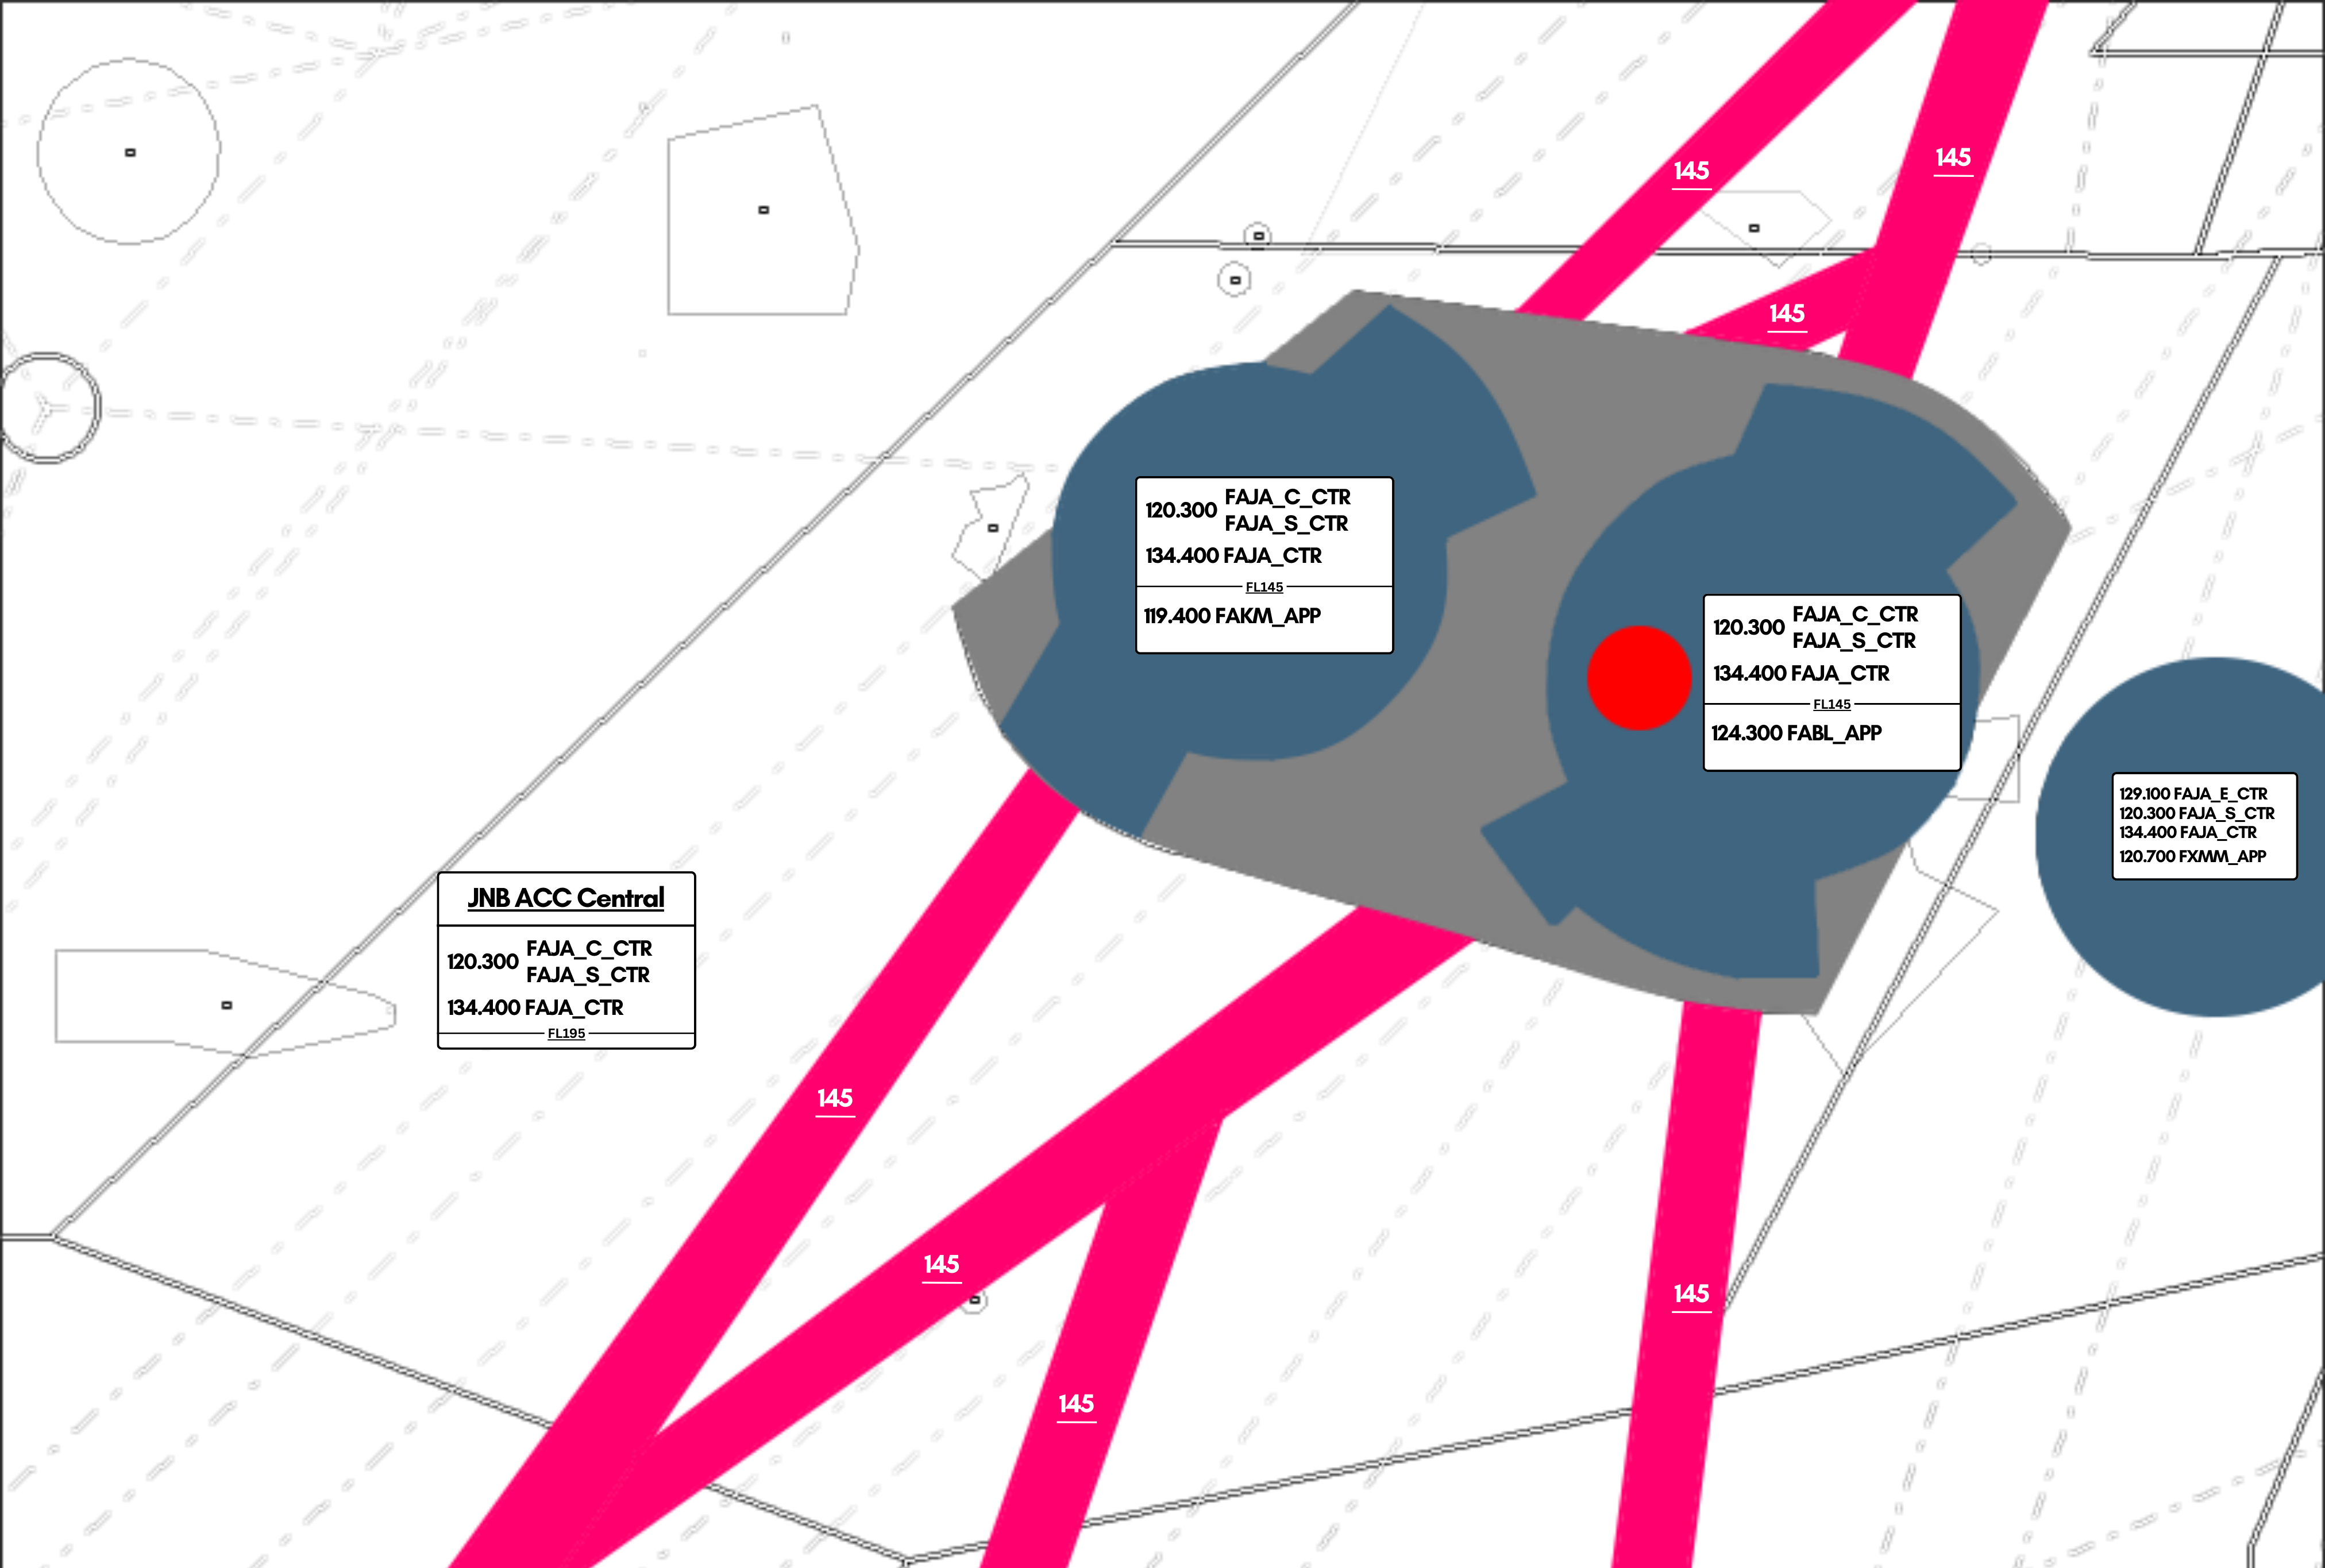 145
145
145
120.300 FAJA_C_CTR
FAJA_S_CTR
134.400 FAJA_CTR
FL145
119.400 FAKM_APP
120.300 FAJA_C_CTR
FAJA_S_CTR
134.400 FAJA_CTR
FL145
124.300 FABL_APP
129.100 FAJA_E_CTR
120.300 FAJA_S_CTR
134.400 FAJA_CTR
120.700 FXMM_APP
JNB ACC Central
120.300 FAJA_C_CTR
FAJA_S_CTR
134.400 FAJA_CTR
FL195
145
145
145
145